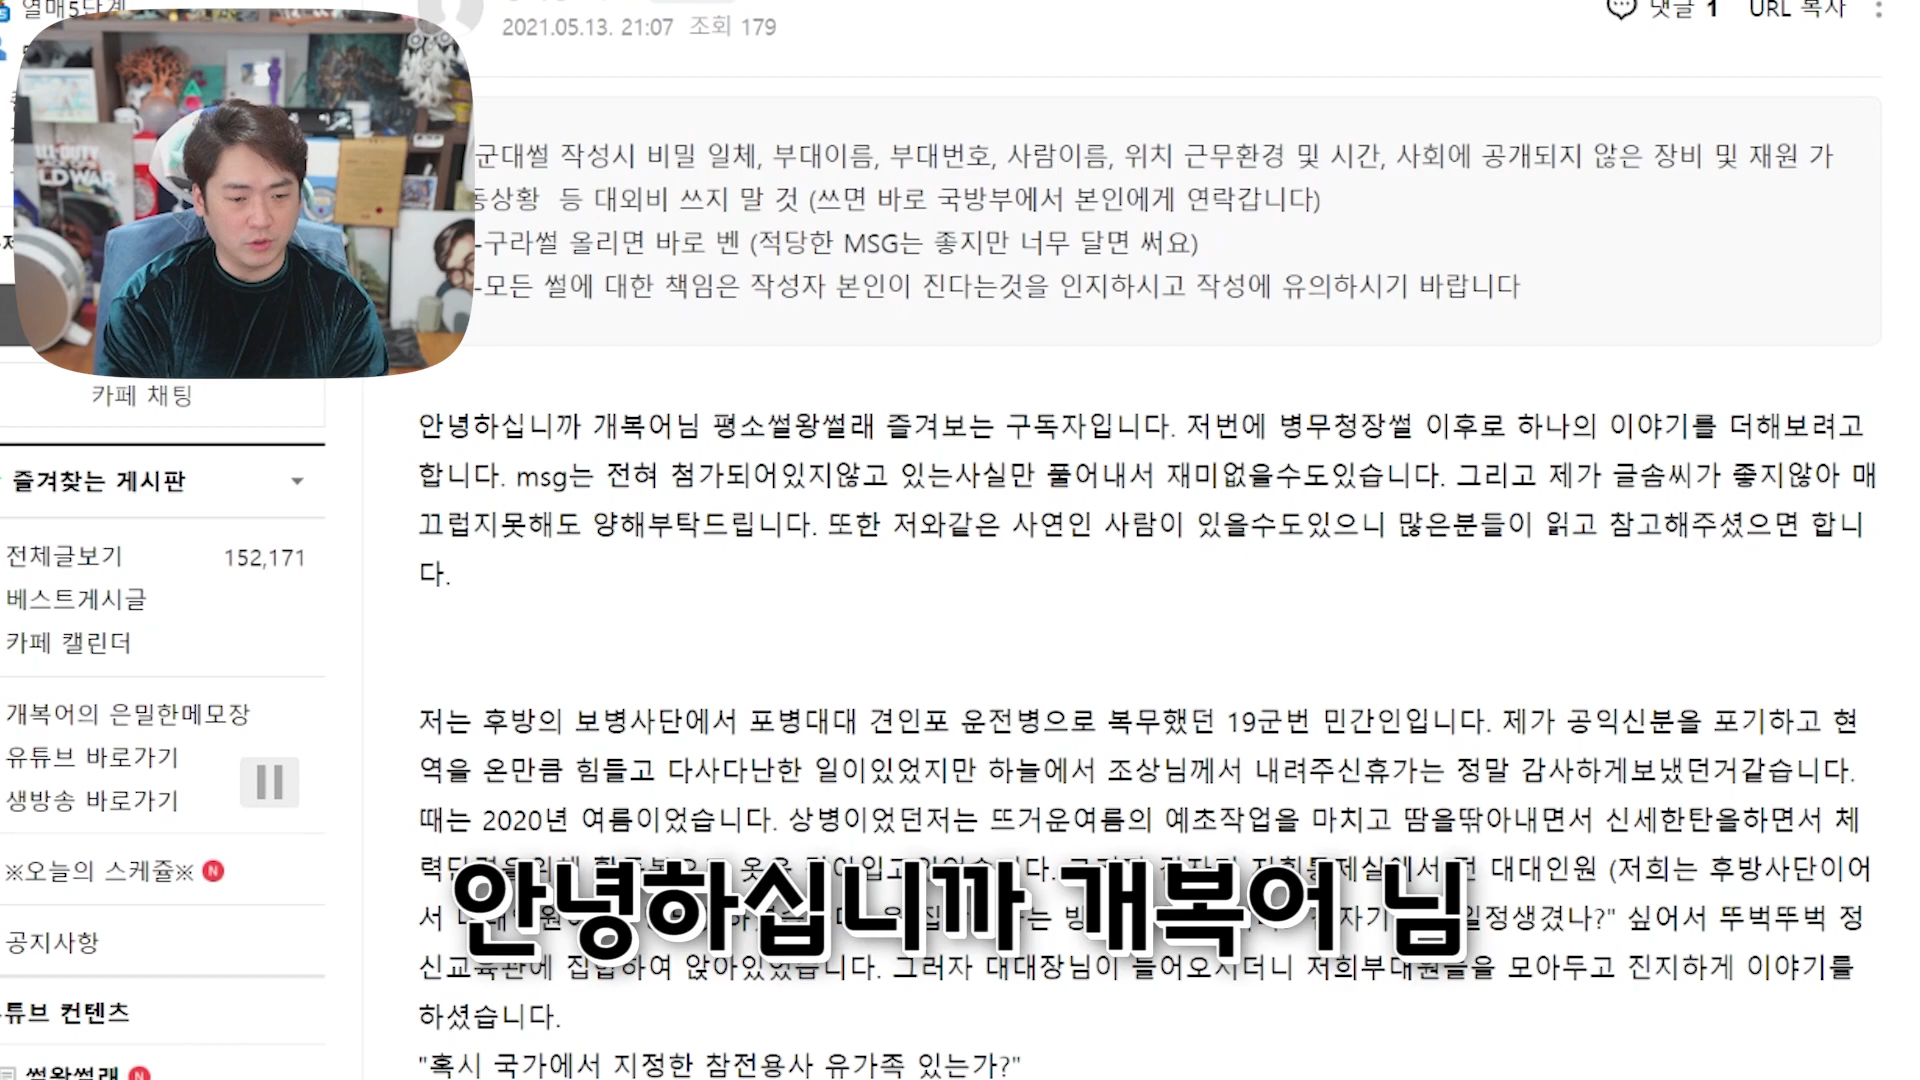 열매5단계
2021.05.13. 21:07 조회 179
댓글 1 URL 복사
군대썰 작성시 비밀 일체, 부대이름, 부대번호, 사람이름, 위치 근무환경 및 시간, 사회에 공개되지 않은 장비 및 재원 가
동상황 등 대외비 쓰지 말 것 (쓰면 바로 국방부에서 본인에게 연락갑니다)
-구라썰 올리면 바로 벤 (적당한 MSG는 좋지만 너무 달면 써요)
-모든 썰에 대한 책임은 작성자 본인이 진다는것을 인지하시고 작성에 유의하시기 바랍니다
카페 채팅
즐겨찾는 게시판
전체글보기 152,171
베스트게시글
카페 캘린더
개복어의 은밀한메모장
유튜브 바로가기
생방송 바로가기
※오늘의 스케쥴※ N
공지사항
튜브 컨텐츠
썰왕썰래 N
안녕하십니까 개복어님 평소썰왕썰래 즐겨보는 구독자입니다. 저번에 병무청장썰 이후로 하나의 이야기를 더해보려고
합니다. msg는 전혀 첨가되어있지않고 있는사실만 풀어내서 재미없을수도있습니다. 그리고 제가 글솜씨가 좋지않아 매
끄럽지못해도 양해부탁드립니다. 또한 저와같은 사연인 사람이 있을수도있으니 많은분들이 읽고 참고해주셨으면 합니
다.
저는 후방의 보병사단에서 포병대대 견인포 운전병으로 복무했던 19군번 민간인입니다. 제가 공익신분을 포기하고 현
역을 온만큼 힘들고 다사다난한 일이있었지만 하늘에서 조상님께서 내려주신휴가는 정말 감사하게보냈던거같습니다.
때는 2020년 여름이었습니다. 상병이었던저는 뜨거운여름의 예초작업을 마치고 땀을딲아내면서 신세한탄을하면서 체
대대인원 (저희는 후방사단이어
서 일정생겼나?" 싶어서 뚜벅뚜벅 정
신교육관에 집합하여 앉아있었습니다. 그러자 대대장님이 들어오시더니 저희부대원들을 모아두고 진지하게 이야기를
하셨습니다.
"혹시 국가에서 지정한 참전용사 유가족 있는가?"
안녕하십니까 개복어 님